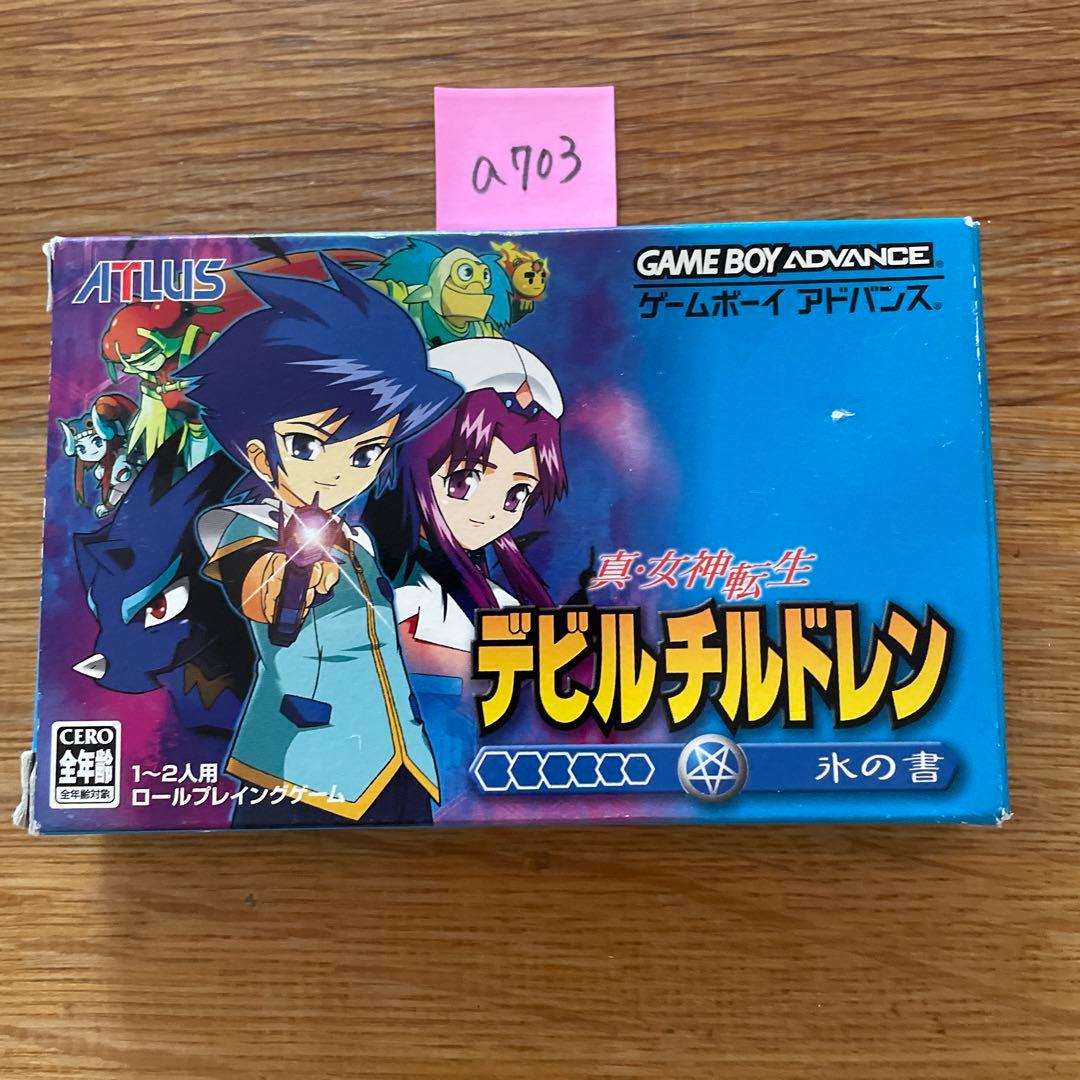 a703
ATLUS
GAME BOY ADVANCE
ゲームボーイ アドバンス
真・女神転生
デビルチルドレン
氷の書
CERO
全年齢
全年齢対象
1~2人用
ロールプレイングゲーム